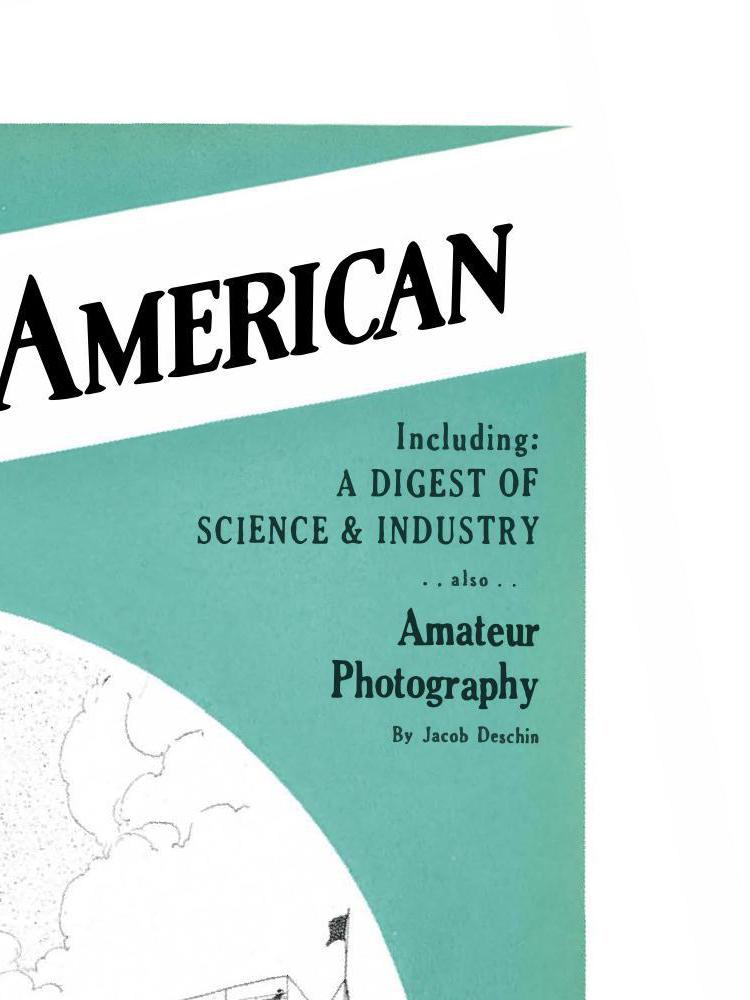 AMERICAN
Including:
A DIGEST OF
SCIENCE & INDUSTRY
. . also . .
Amateur
Photography
By Jacob Deschin